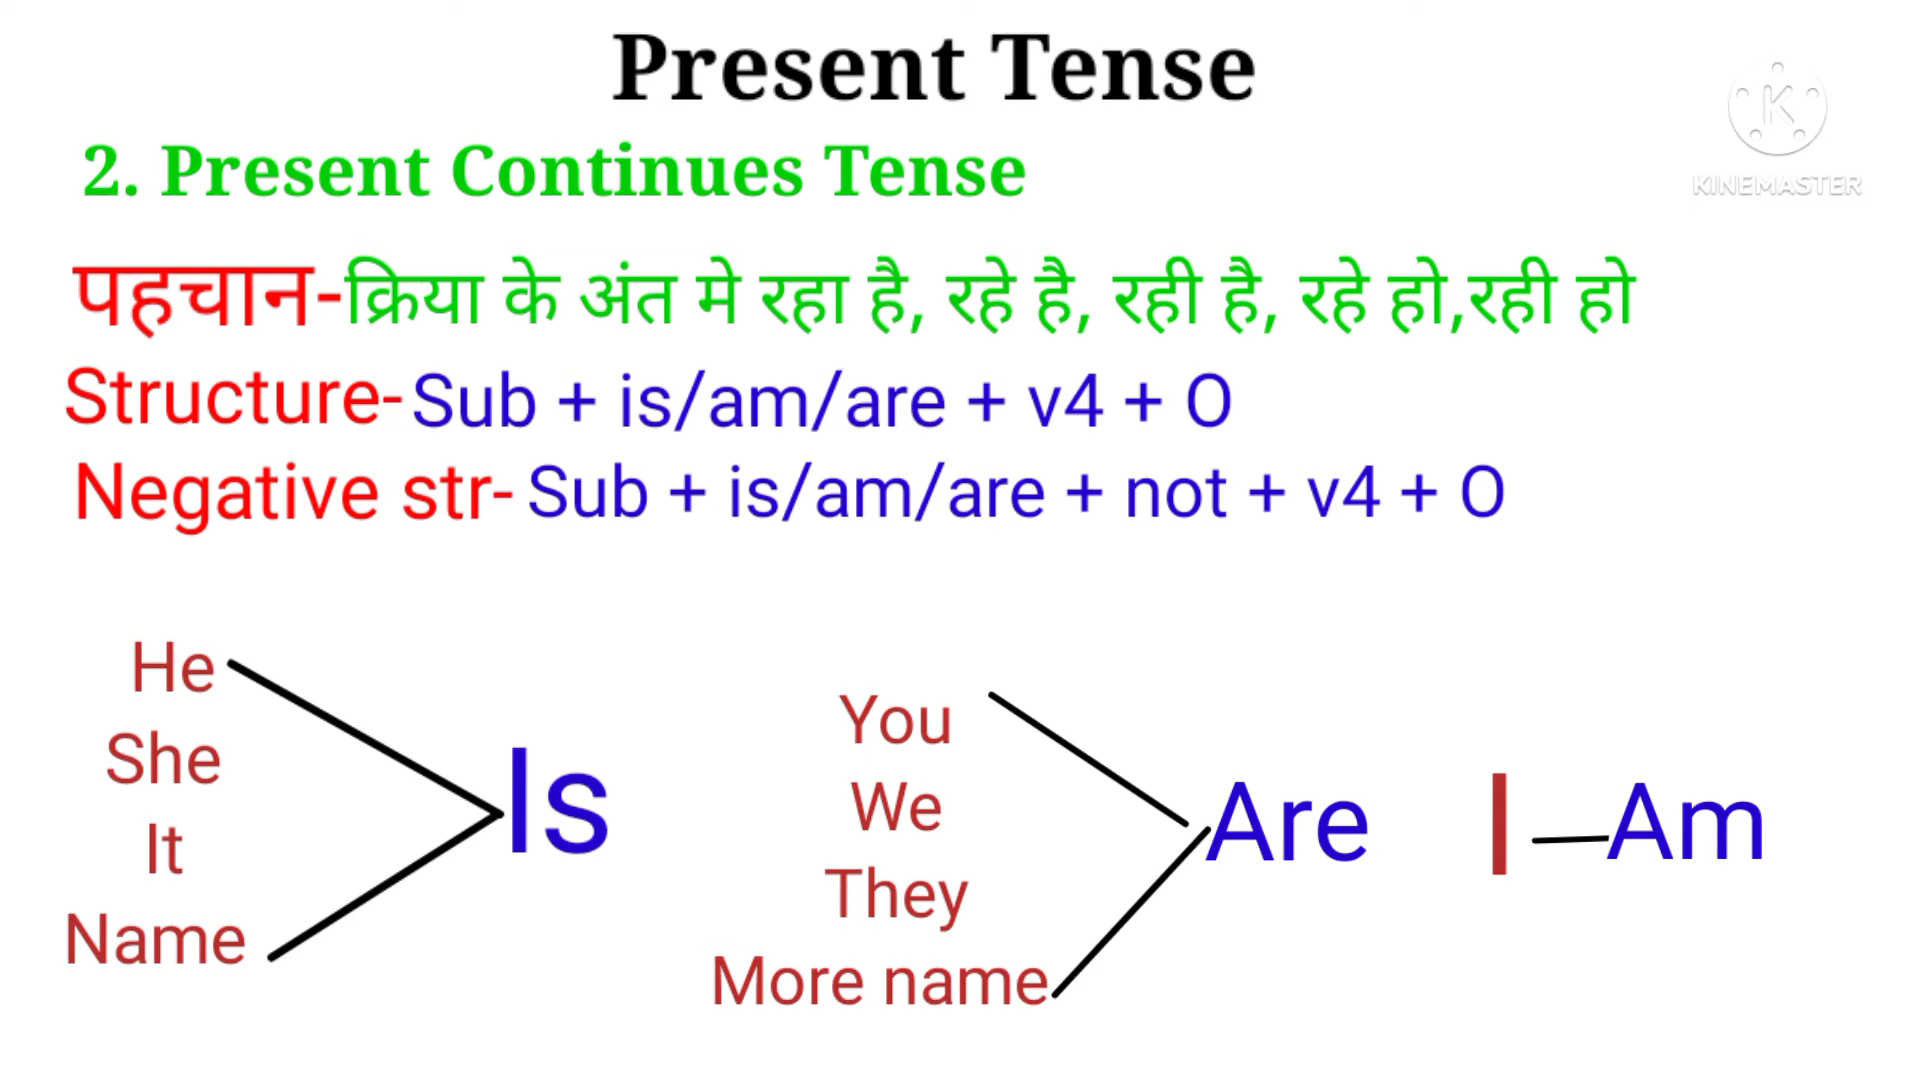 Present Tense
K
KINEMASTER
2. Present Continues Tense
पहचान-क्रिया के अंत मे रहा है, रहे है, रही है, रहे हो,रही हो
Structure-Sub + is/am/are + v4 + O
Negative str-Sub + is/am/are + not + v4 + O
He
She
It
Name
Is
You
We
They
More name
Are
I
Am